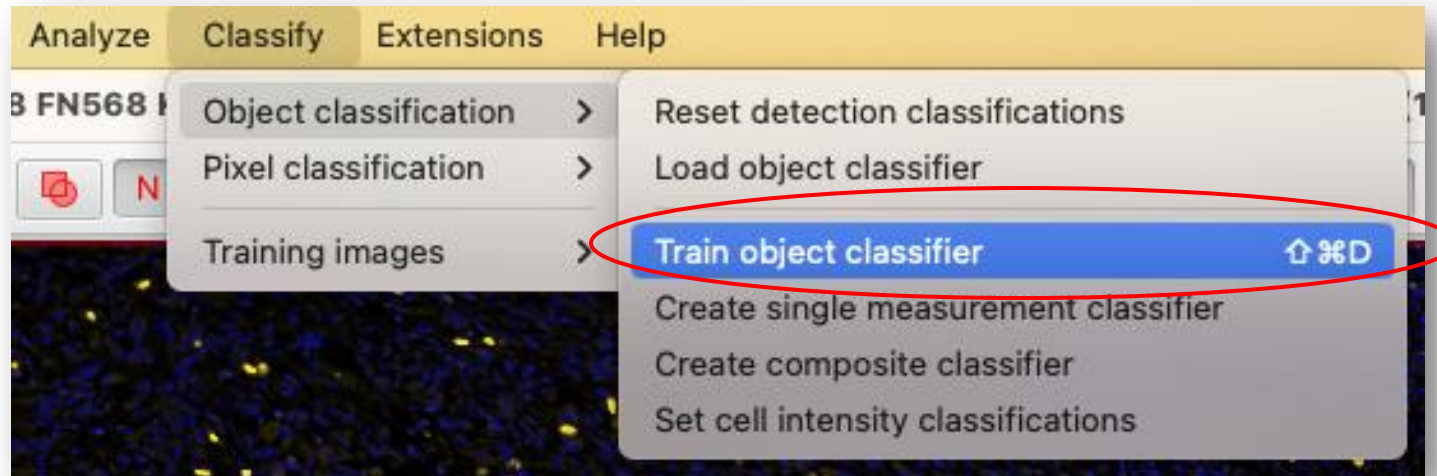 Analyze Classify Extensions Help
8 FN568
Object classification >
Pixel classification >
Training images >
N
Reset detection classifications
Load object classifier
Train object classifier ⇧⌘D
Create single measurement classifier
Create composite classifier
Set cell intensity classifications